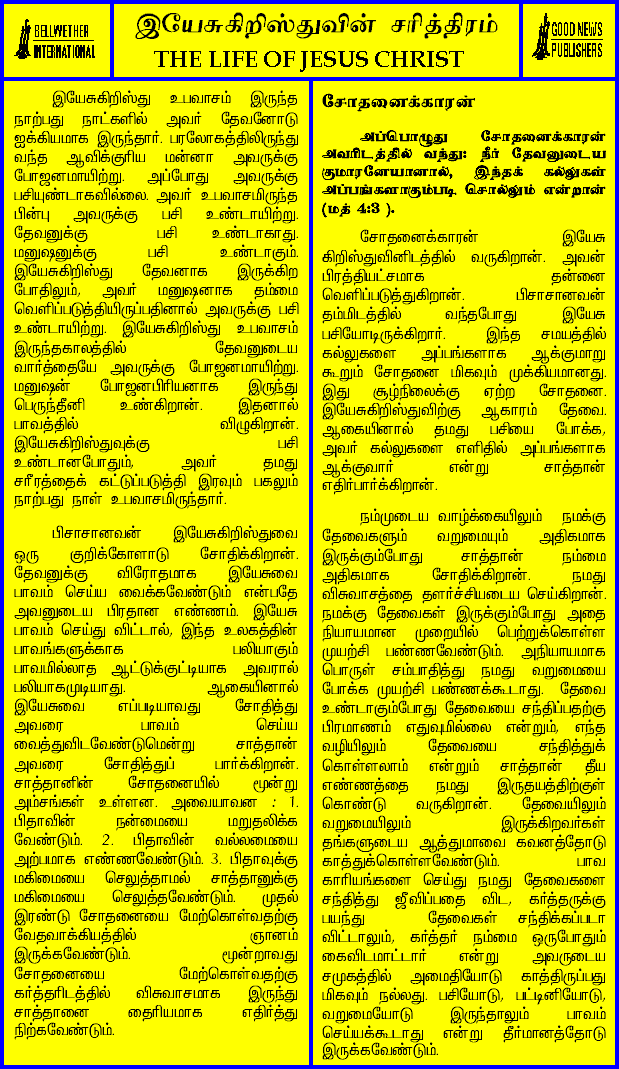 BELLWETHER
INTERNATIONAL
இயேசுகிறிஸ்துவின் சரித்திரம்
THE LIFE OF JESUS CHRIST
GOOD NEWS
PUBLISHERS
இயேசுகிறிஸ்து உபவாசம் இருந்த
நாற்பது நாட்களில் அவர் தேவனோடு
ஐக்கியமாக இருந்தார். பரலோகத்திலிருந்து
வந்த ஆவிக்குரிய மன்னா அவருக்கு
போஜனமாயிற்று. அப்போது அவருக்கு
பசியுண்டாகவில்லை. அவர் உபவாசமிருந்த
பின்பு அவருக்கு பசி உண்டாயிற்று.
தேவனுக்கு பசி உண்டாகாது.
மனுஷனுக்கு பசி உண்டாகும்.
இயேசுகிறிஸ்து தேவனாக இருக்கிற
போதிலும், அவர் மனுஷனாக தம்மை
வெளிப்படுத்தியிருப்பதினால் அவருக்கு பசி
உண்டாயிற்று. இயேசுகிறிஸ்து உபவாசம்
இருந்தகாலத்தில் தேவனுடைய
வார்த்தையே அவருக்கு போஜனமாயிற்று.
மனுஷன் போஜனபிரியனாக இருந்து
பெருந்தீனி உண்கிறான். இதனால்
பாவத்தில் விழுகிறான்.
இயேசுகிறிஸ்துவுக்கு பசி
உண்டானபோதும், அவர் தமது
சரீரத்தைக் கட்டுப்படுத்தி இரவும் பகலும்
நாற்பது நாள் உபவாசமிருந்தார்.
பிசாசானவன் இயேசுகிறிஸ்துவை
ஒரு குறிக்கோளாடு சோதிக்கிறான்.
தேவனுக்கு விரோதமாக இயேசுவை
பாவம் செய்ய வைக்கவேண்டும் என்பதே
அவனுடைய பிரதான எண்ணம். இயேசு
பாவம் செய்து விட்டால், இந்த உலகத்தின்
பாவங்களுக்காக பலியாகும்
பாவமில்லாத ஆட்டுக்குட்டியாக அவரால்
பலியாகமுடியாது. ஆகையினால்
இயேசுவை எப்படியாவது சோதித்து
அவரை பாவம் செய்ய
வைத்துவிடவேண்டுமென்று சாத்தான்
அவரை சோதித்துப் பார்க்கிறான்.
சாத்தானின் சோதனையில் மூன்று
அம்சங்கள் உள்ளன. அவையாவன : 1.
பிதாவின் நன்மையை மறுதலிக்க
வேண்டும். 2. பிதாவின் வல்லமையை
அற்பமாக எண்ணவேண்டும். 3. பிதாவுக்கு
மகிமையை செலுத்தாமல் சாத்தானுக்கு
மகிமையை செலுத்தவேண்டும். முதல்
இரண்டு சோதனையை மேற்கொள்வதற்கு
வேதவாக்கியத்தில் ஞானம்
இருக்கவேண்டும். மூன்றாவது
சோதனையை மேற்கொள்வதற்கு
கர்த்தரிடத்தில் விசுவாசமாக இருந்து
சாத்தானை தைரியமாக எதிர்த்து
நிற்கவேண்டும்.
சோதனைக்காரன்
அப்பொழுது சோதனைக்காரன்
அவரிடத்தில் வந்து: நீர் தேவனுடைய
குமாரனேயானால், இந்தக் கல்லுகள்
அப்பங்களாகும்படி சொல்லும் என்றான்
(மத் 4:3 ).
சோதனைக்காரன் இயேசு
கிறிஸ்துவினிடத்தில் வருகிறான். அவன்
பிரத்தியட்சமாக தன்னை
வெளிப்படுத்துகிறான். பிசாசானவன்
தம்மிடத்தில் வந்தபோது இயேசு
பசியோடிருக்கிறார். இந்த சமயத்தில்
கல்லுகளை அப்பங்களாக ஆக்குமாறு
கூறும் சோதனை மிகவும் முக்கியமானது.
இது சூழ்நிலைக்கு ஏற்ற சோதனை.
இயேசுகிறிஸ்துவிற்கு ஆகாரம் தேவை.
ஆகையினால் தமது பசியை போக்க,
அவர் கல்லுகளை எளிதில் அப்பங்களாக
ஆக்குவார் என்று சாத்தான்
எதிர்பார்க்கிறான்.
நம்முடைய வாழ்க்கையிலும் நமக்கு
தேவைகளும் வறுமையும் அதிகமாக
இருக்கும்போது சாத்தான் நம்மை
அதிகமாக சோதிக்கிறான். நமது
விசுவாசத்தை தளர்ச்சியடைய செய்கிறான்.
நமக்கு தேவைகள் இருக்கும்போது அதை
நியாயமான முறையில் பெற்றுக்கொள்ள
முயற்சி பண்ணவேண்டும். அநியாயமாக
பொருள் சம்பாதித்து நமது வறுமையை
போக்க முயற்சி பண்ணக்கூடாது. தேவை
உண்டாகும்போது தேவையை சந்திப்பதற்கு
பிரமாணம் எதுவுமில்லை என்றும், எந்த
வழியிலும் தேவையை சந்தித்துக்
கொள்ளலாம் என்றும் சாத்தான் தீய
எண்ணத்தை நமது இருதயத்திற்குள்
கொண்டு வருகிறான். தேவையிலும்
வறுமையிலும் இருக்கிறவர்கள்
தங்களுடைய ஆத்துமாவை கவனத்தோடு
காத்துக்கொள்ளவேண்டும். பாவ
காரியங்களை செய்து நமது தேவைகளை
சந்தித்து ஜீவிப்பதை விட, கர்த்தருக்கு
பயந்து தேவைகள் சந்திக்கப்படா
விட்டாலும், கர்த்தர் நம்மை ஒருபோதும்
கைவிடமாட்டார் என்று அவருடைய
சமுகத்தில் அமைதியோடு காத்திருப்பது
மிகவும் நல்லது. பசியோடு, பட்டினியோடு,
வறுமையோடு இருந்தாலும் பாவம்
செய்யக்கூடாது என்று தீர்மானத்தோடு
இருக்கவேண்டும்.